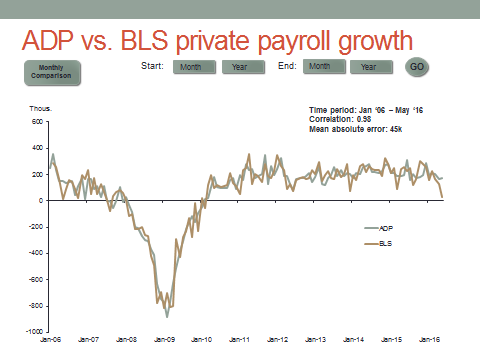 ADP vs. BLS private payroll growth
Monthly
Comparison
Start:
Month
Year
End:
Month
Year
GO
Thous.
Time period: Jan '06 – May '16
Correlation: 0.98
Mean absolute error: 45k
600
400
200
0
-200
-400
-600
-800
-1000
ADP
BLS
Jan-06
Jan-07
Jan-08
Jan-09
Jan-10
Jan-11
Jan-12
Jan-13
Jan-14
Jan-15
Jan-16